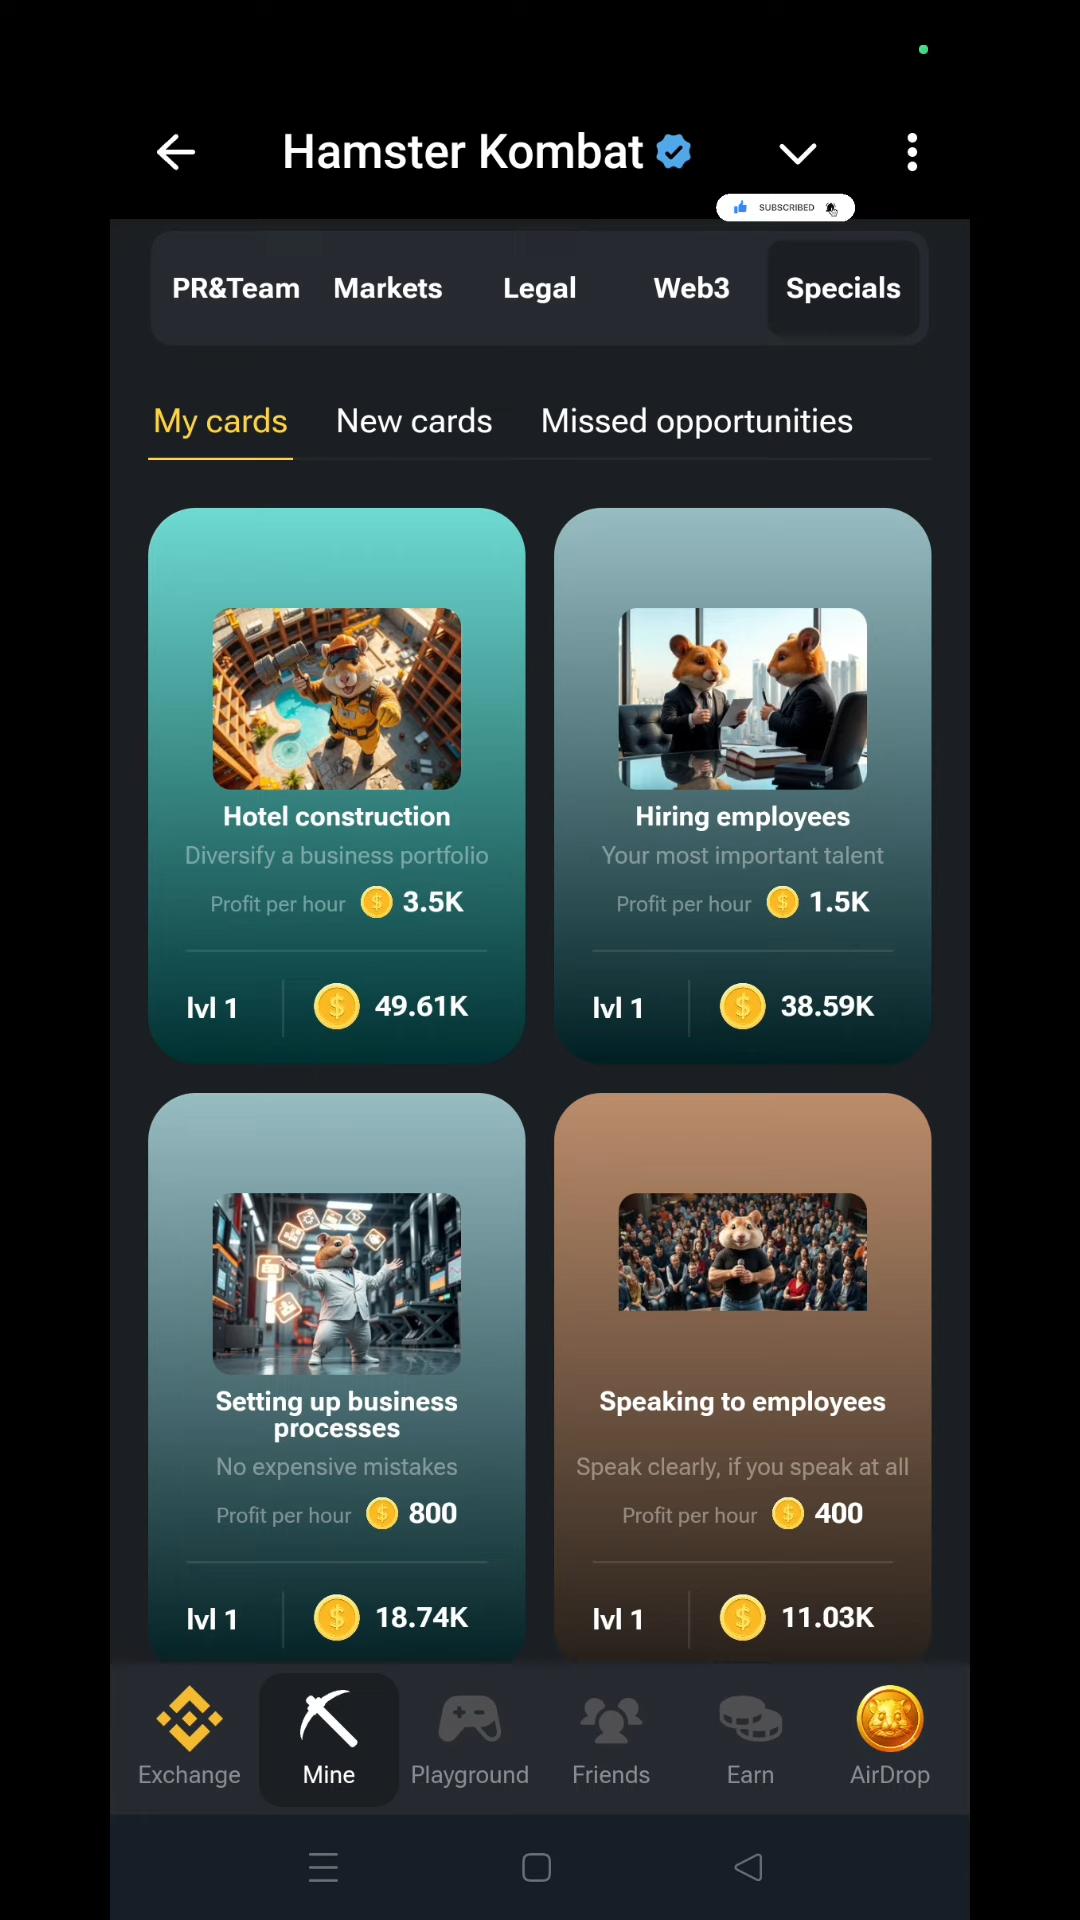 Hamster Kombat
SUBSCRIBED
PR&Team Markets Legal Web3 Specials
My cards New cards Missed opportunities
Hotel construction
Diversify a business portfolio
Profit per hour $ 3.5K
lvl 1 $ 49.61K
Hiring employees
Your most important talent
Profit per hour $ 1.5K
lvl 1 $ 38.59K
Setting up business
processes
No expensive mistakes
Profit per hour $ 800
lvl 1 $ 18.74K
Speaking to employees
Speak clearly, if you speak at all
Profit per hour $ 400
lvl 1 $ 11.03K
Exchange Mine Playground Friends Earn AirDrop